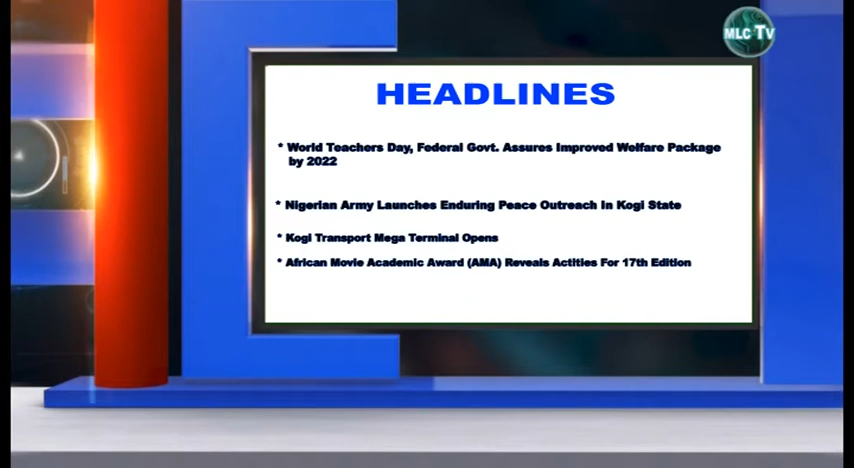 MLC TV
HEADLINES
* World Teachers Day, Federal Govt. Assures Improved Welfare Package
by 2022
* Nigerian Army Launches Enduring Peace Outreach In Kogi State
* Kogi Transport Mega Terminal Opens
* African Movie Academic Award (AMA) Reveals Actities For 17th Edition